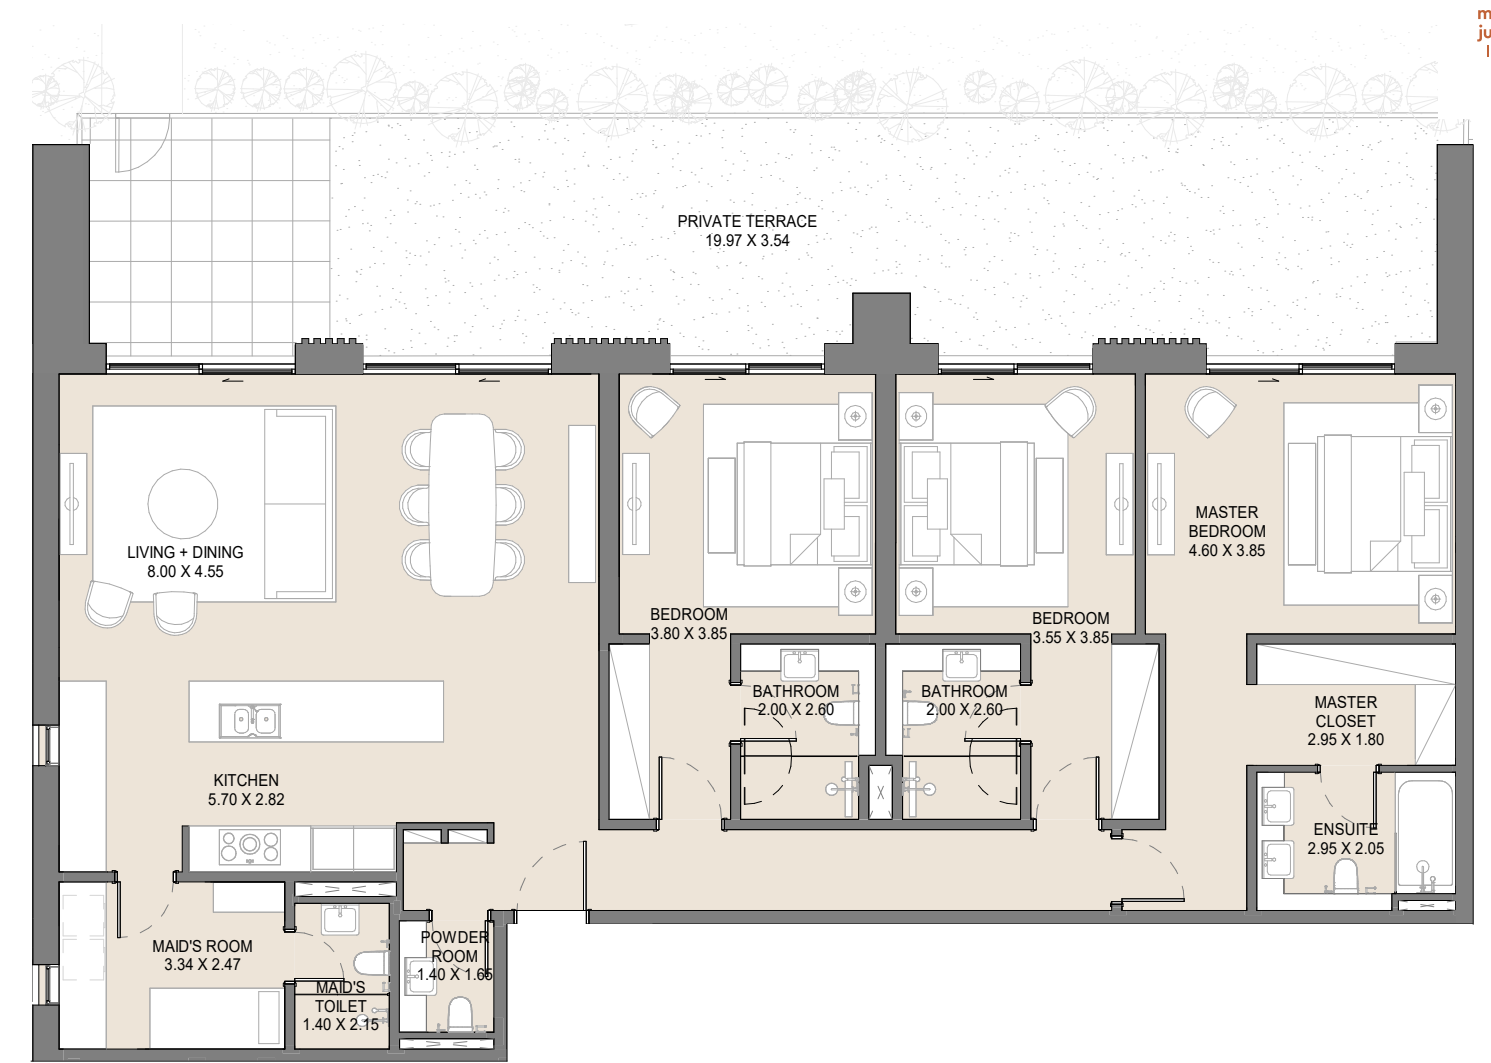 m
ju
l
PRIVATE TERRACE
19.97 X 3.54
LIVING + DINING
8.00 X 4.55
BEDROOM
3.80 X 3.85
BEDROOM
3.55 X 3.85
MASTER
BEDROOM
4.60 X 3.85
BATHROOM
2.00 X 2.60
BATHROOM
2.00 X 2.60
MASTER
CLOSET
2.95 X 1.80
KITCHEN
5.70 X 2.82
ENSUITE
2.95 X 2.05
MAID'S ROOM
3.34 X 2.47
POWDER
ROOM
1.40 X 1.65
MAID'S
TOILET
1.40 X 2.15